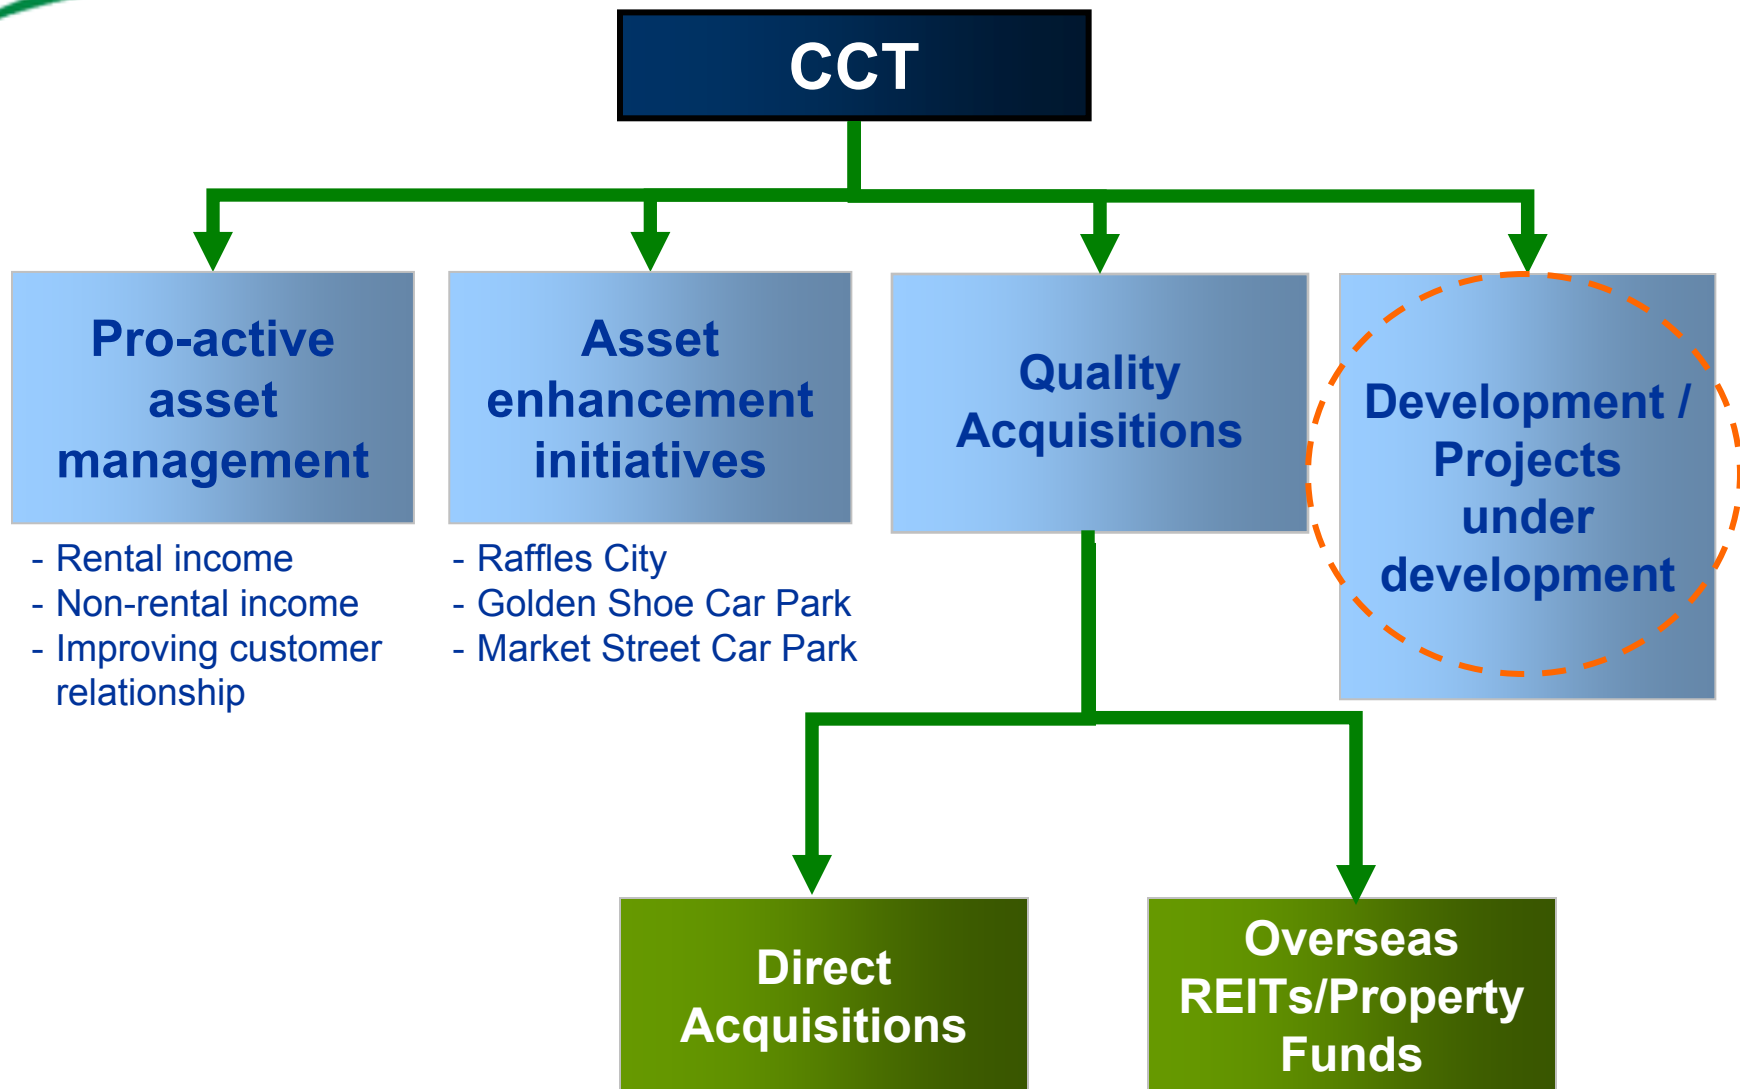 CCT
Pro-active
asset
management
Asset
enhancement
initiatives
Quality
Acquisitions
Development /
Projects
under
development
- Rental income
- Non-rental income
- Improving customer
relationship
- Raffles City
- Golden Shoe Car Park
- Market Street Car Park
Direct
Acquisitions
Overseas
REITs/Property
Funds